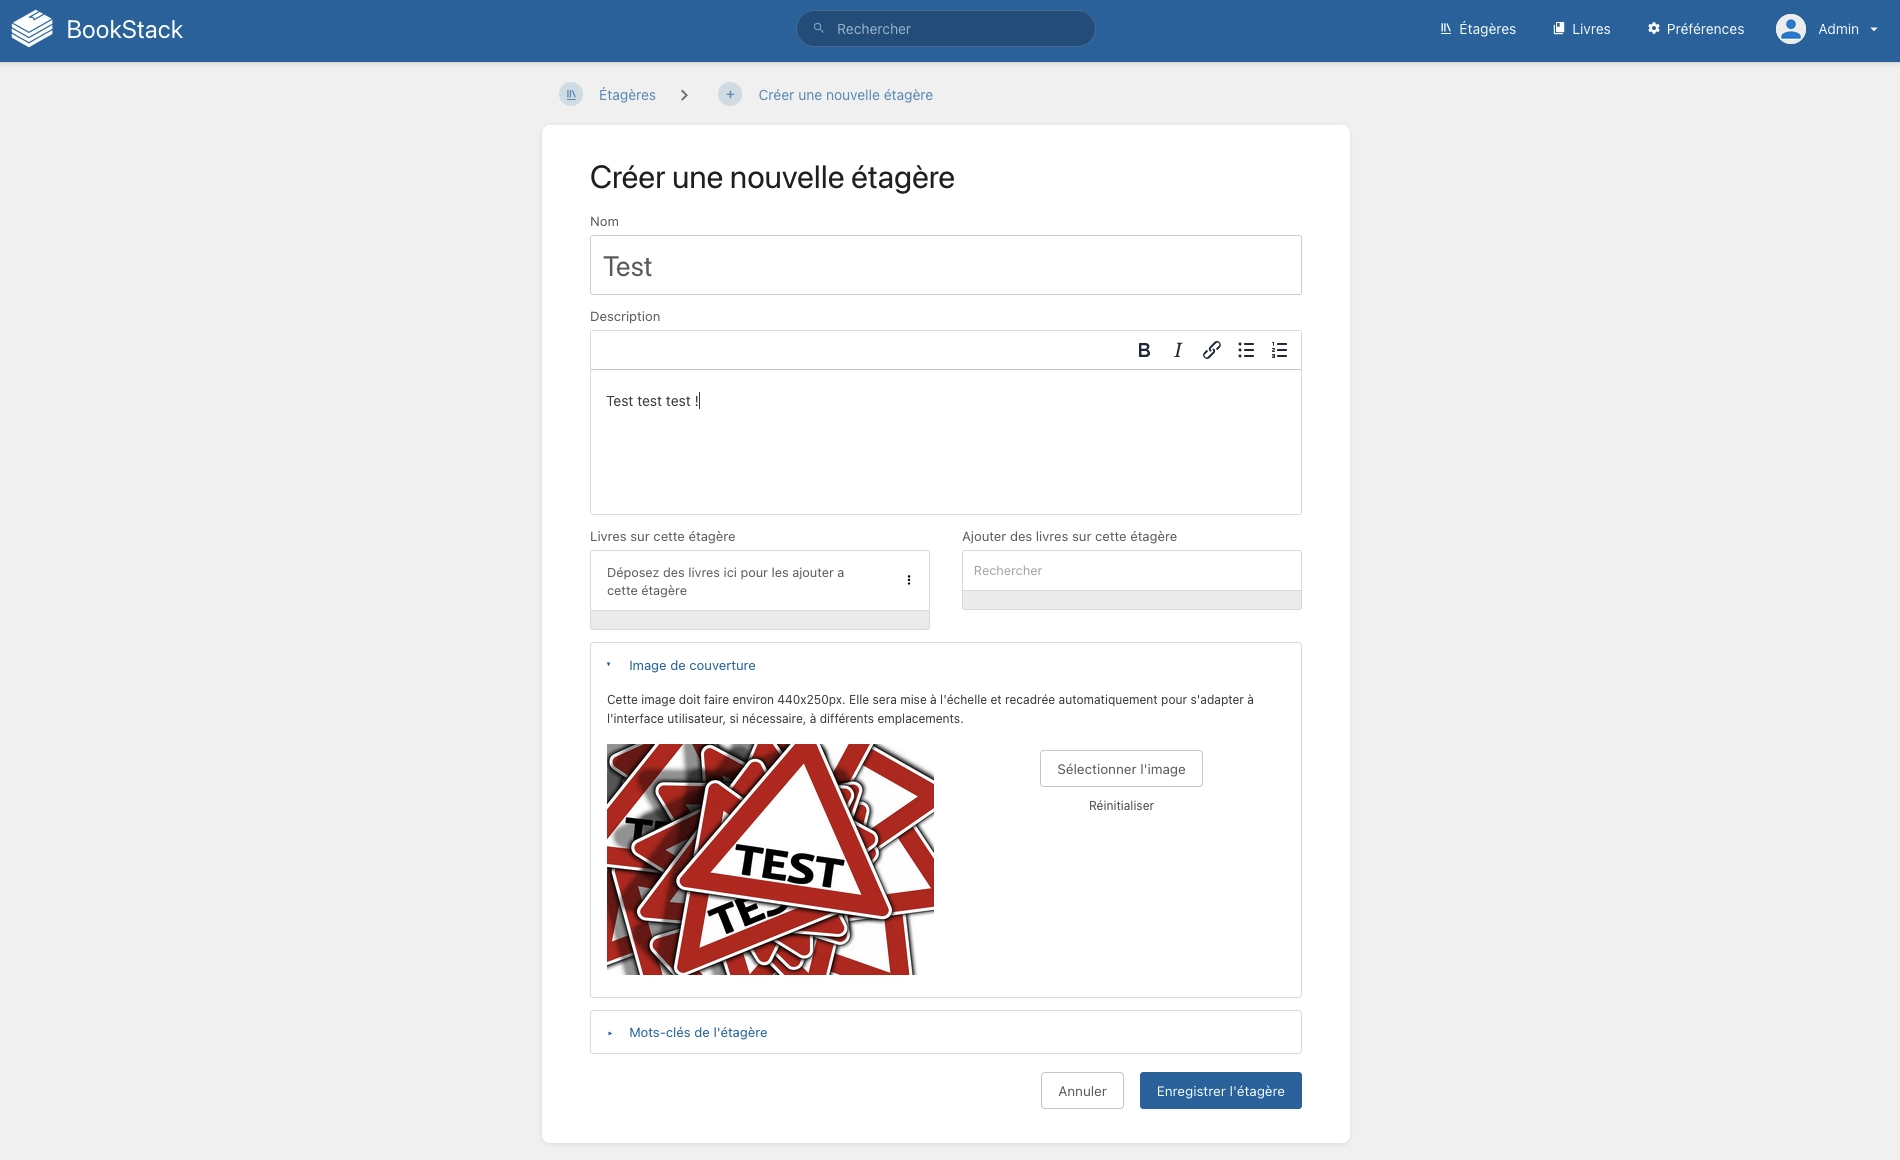 BookStack
Rechercher
Étagères
Livres
Préférences
Admin
Étagères
Créer une nouvelle étagère
Créer une nouvelle étagère
Nom
Test
Description
B I
Test test test !
Livres sur cette étagère
Déposez des livres ici pour les ajouter a
cette étagère
Ajouter des livres sur cette étagère
Rechercher
Image de couverture
Cette image doit faire environ 440x250px. Elle sera mise à l'échelle et recadrée automatiquement pour s'adapter à
l'interface utilisateur, si nécessaire, à différents emplacements.
TEST
Sélectionner l'image
Réinitialiser
Mots-clés de l'étagère
Annuler
Enregistrer l'étagère